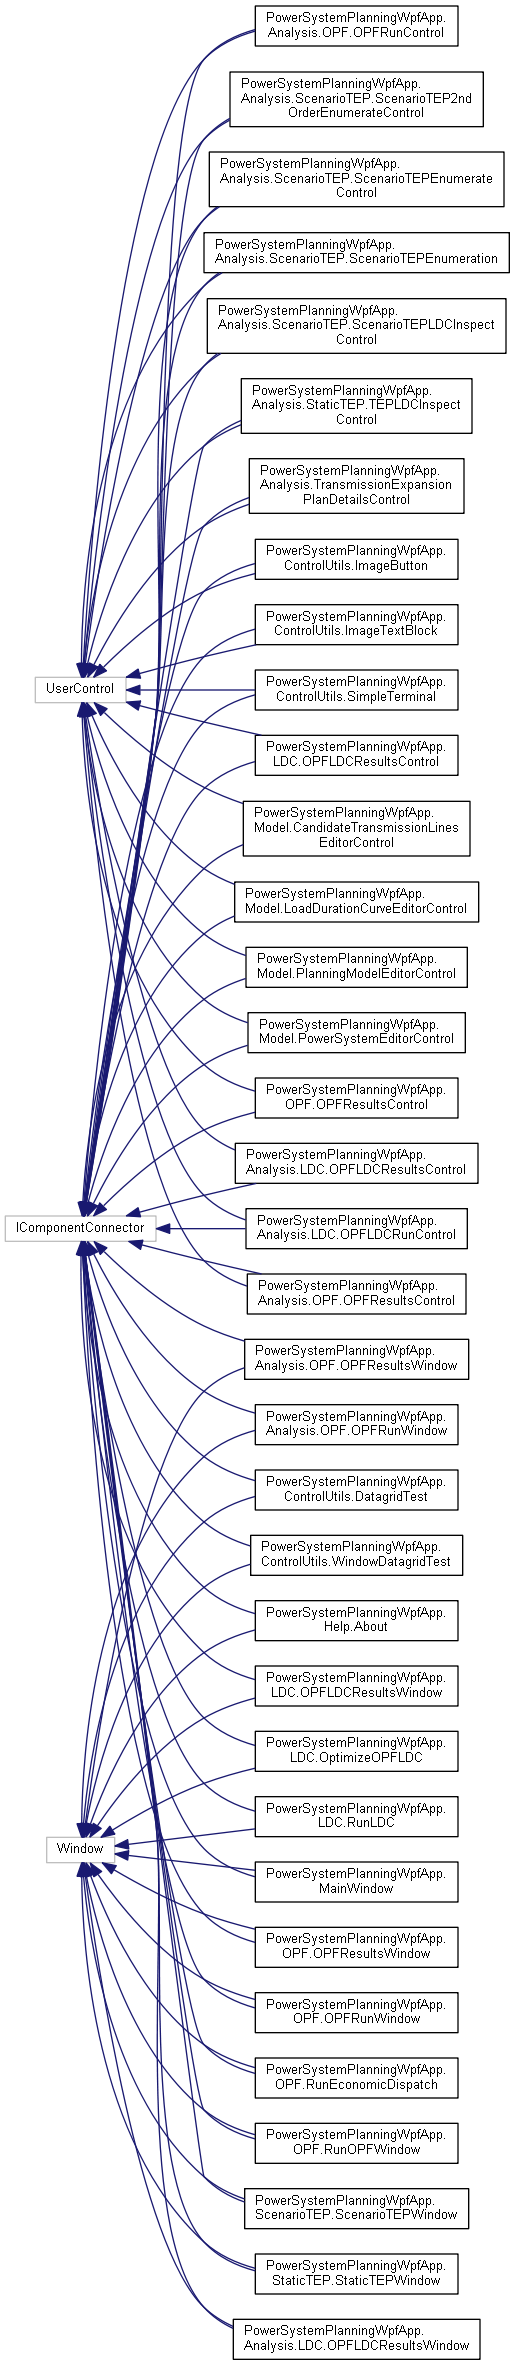 PowerSystemPlanningWpfApp.
Analysis.OPF.OPFRunControl
PowerSystemPlanningWpfApp.
Analysis.ScenarioTEP.ScenarioTEP2nd
OrderEnumerateControl
PowerSystemPlanningWpfApp.
Analysis.ScenarioTEP.ScenarioTEPEnumerate
Control
PowerSystemPlanningWpfApp.
Analysis.ScenarioTEP.ScenarioTEPEnumeration
PowerSystemPlanningWpfApp.
Analysis.ScenarioTEP.ScenarioTEPLDCInspect
Control
PowerSystemPlanningWpfApp.
Analysis.StaticTEP.TEPLDCInspect
Control
PowerSystemPlanningWpfApp.
Analysis.TransmissionExpansion
PlanDetailsControl
PowerSystemPlanningWpfApp.
ControlUtils.ImageButton
PowerSystemPlanningWpfApp.
ControlUtils.ImageTextBlock
UserControl
PowerSystemPlanningWpfApp.
ControlUtils.SimpleTerminal
PowerSystemPlanningWpfApp.
LDC.OPFLDCResultsControl
PowerSystemPlanningWpfApp.
Model.CandidateTransmissionLines
EditorControl
PowerSystemPlanningWpfApp.
Model.LoadDurationCurveEditorControl
PowerSystemPlanningWpfApp.
Model.PlanningModelEditorControl
PowerSystemPlanningWpfApp.
Model.PowerSystemEditorControl
PowerSystemPlanningWpfApp.
OPF.OPFResultsControl
PowerSystemPlanningWpfApp.
Analysis.LDC.OPFLDCResultsControl
IComponentConnector
PowerSystemPlanningWpfApp.
Analysis.LDC.OPFLDCRunControl
PowerSystemPlanningWpfApp.
Analysis.OPF.OPFResultsControl
PowerSystemPlanningWpfApp.
Analysis.OPF.OPFResultsWindow
PowerSystemPlanningWpfApp.
Analysis.OPF.OPFRunWindow
PowerSystemPlanningWpfApp.
ControlUtils.DatagridTest
PowerSystemPlanningWpfApp.
ControlUtils.WindowDatagridTest
PowerSystemPlanningWpfApp.
Help.About
PowerSystemPlanningWpfApp.
LDC.OPFLDCResultsWindow
PowerSystemPlanningWpfApp.
LDC.OptimizeOPFLDC
PowerSystemPlanningWpfApp.
LDC.RunLDC
Window
PowerSystemPlanningWpfApp.
MainWindow
PowerSystemPlanningWpfApp.
OPF.OPFResultsWindow
PowerSystemPlanningWpfApp.
OPF.OPFRunWindow
PowerSystemPlanningWpfApp.
OPF.RunEconomicDispatch
PowerSystemPlanningWpfApp.
OPF.RunOPFWindow
PowerSystemPlanningWpfApp.
ScenarioTEP.ScenarioTEPWindow
PowerSystemPlanningWpfApp.
StaticTEP.StaticTEPWindow
PowerSystemPlanningWpfApp.
Analysis.LDC.OPFLDCResultsWindow